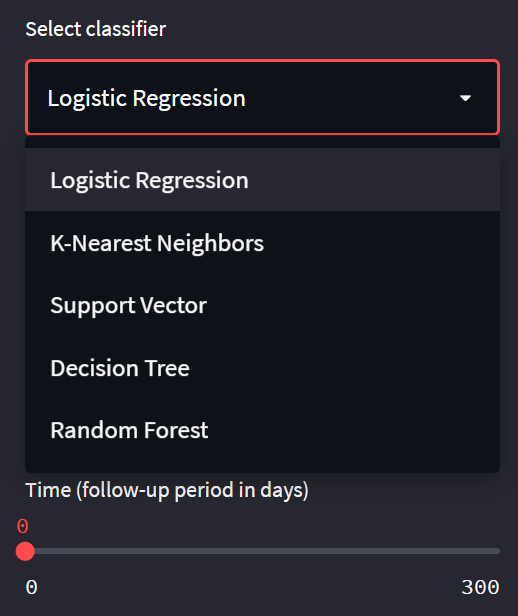 Select classifier
Logistic Regression
Logistic Regression
K-Nearest Neighbors
Support Vector
Decision Tree
Random Forest
Time (follow-up period in days)
0
0 300